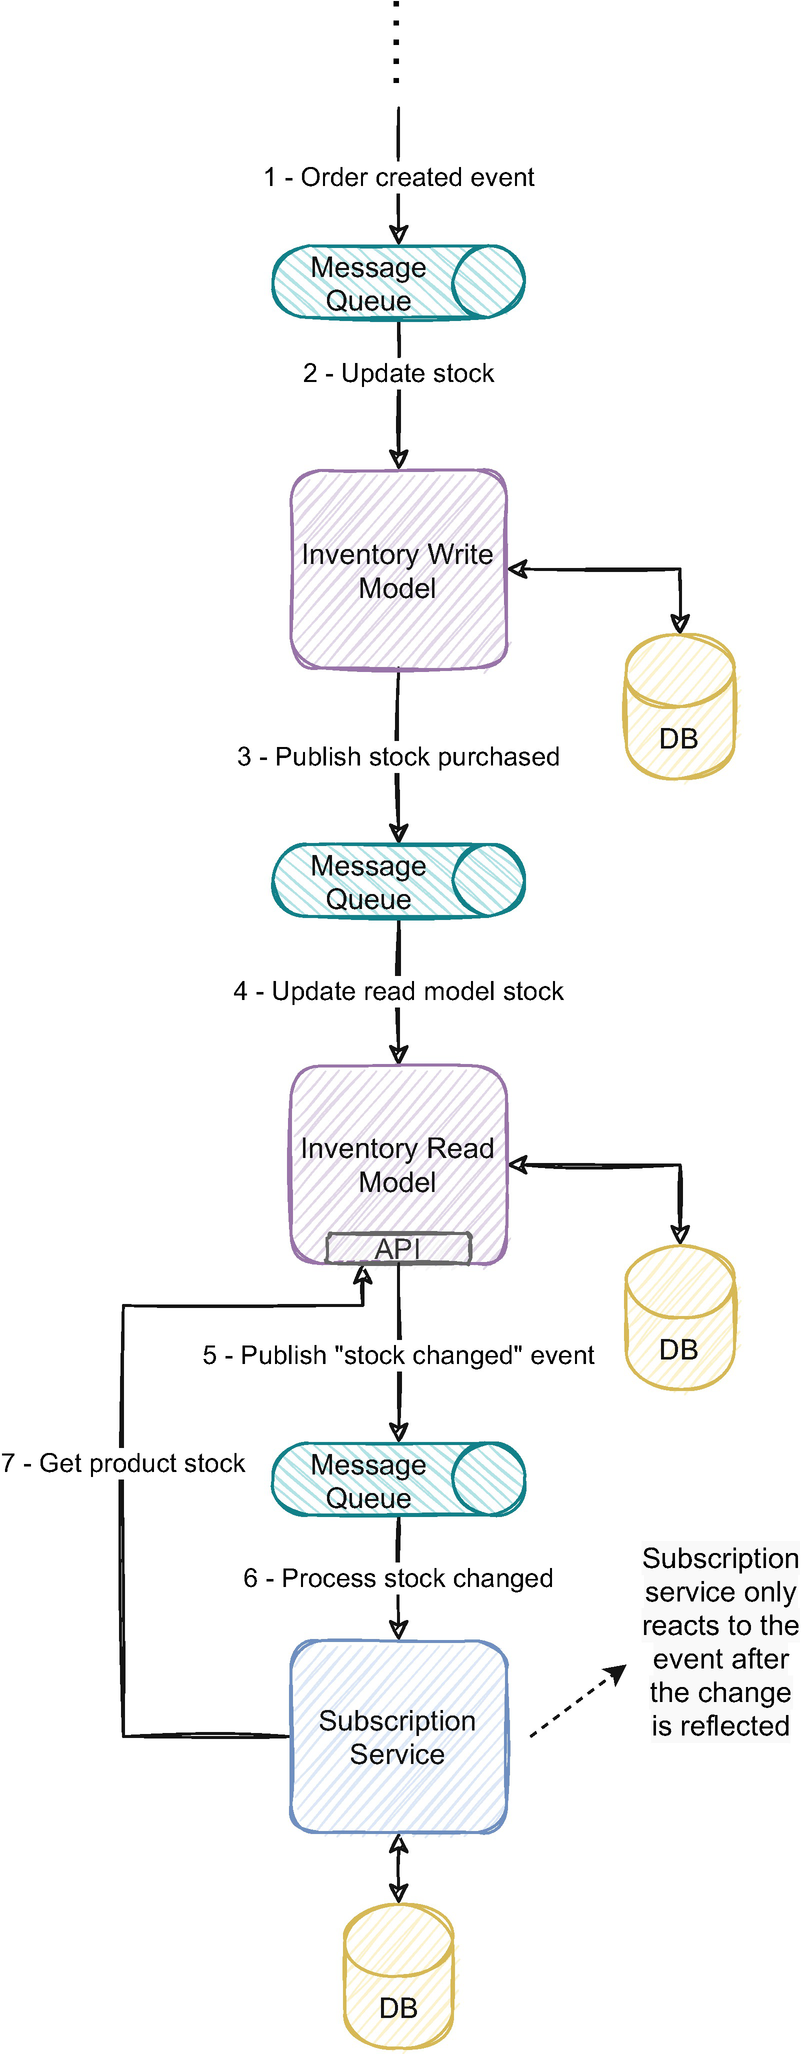 1 - Order created event
Message
Queue
2 - Update stock
Inventory Write
Model
DB
3 - Publish stock purchased
Message
Queue
4 - Update read model stock
Inventory Read
Model
API
DB
5 - Publish "stock changed" event
7 - Get product stock
Message
Queue
6 - Process stock changed
Subscription
service only
reacts to the
event after
the change
is reflected
Subscription
Service
DB